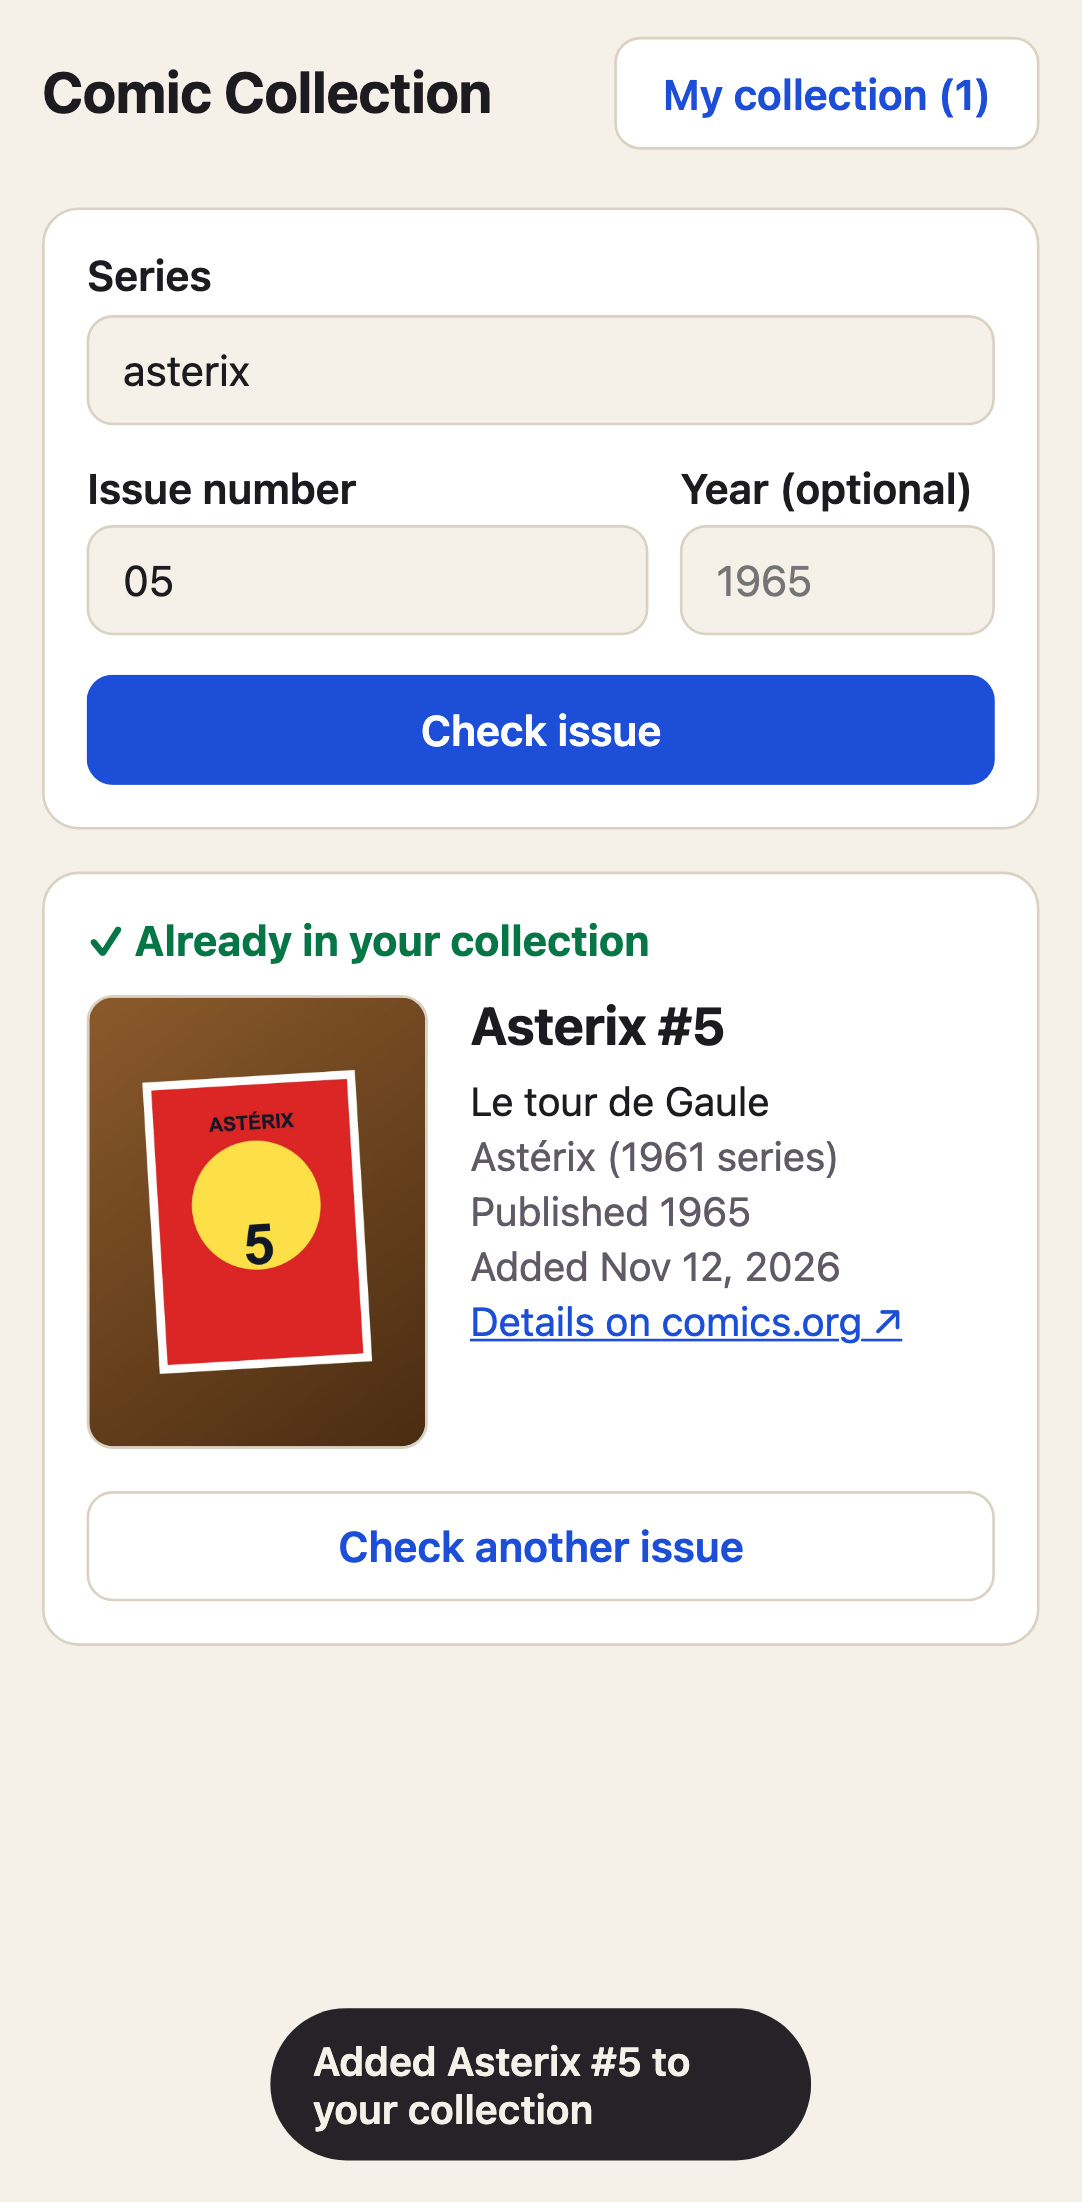 Comic Collection
My collection (1)
Series
asterix
Issue number
Year (optional)
05
1965
Check issue
✓ Already in your collection
ASTÉRIX
5
Asterix #5
Le tour de Gaule
Astérix (1961 series)
Published 1965
Added Nov 12, 2026
Details on comics.org ↗
Check another issue
Added Asterix #5 to
your collection